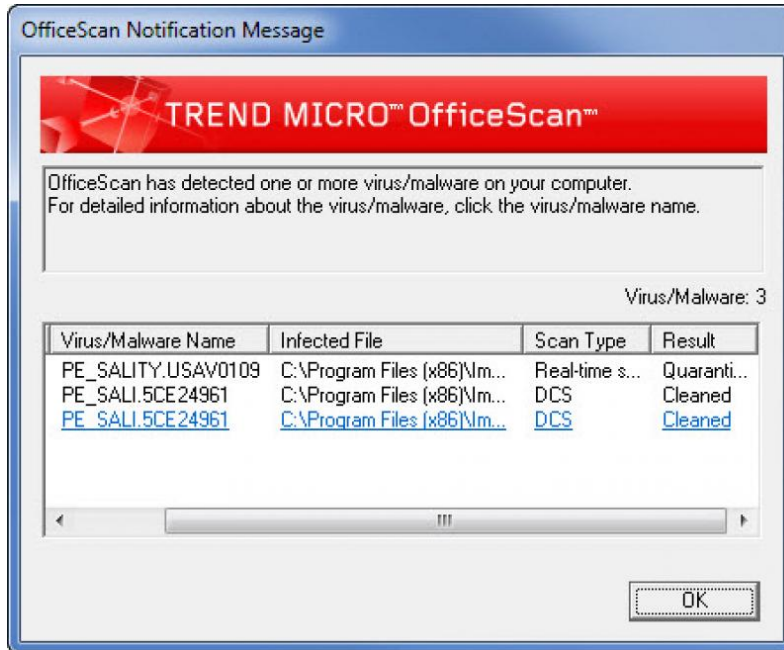 OfficeScan Notification Message
TREND MICRO™ OfficeScan™
OfficeScan has detected one or more virus/malware on your computer.
For detailed information about the virus/malware, click the virus/malware name.
Virus/Malware: 3
Virus/Malware Name Infected File Scan Type Result
PE_SALITY.USAV0109 C:\Program Files (x86)\Im... Real-time s... Quaranti...
PE_SALI.5CE24961 C:\Program Files (x86)\Im... DCS Cleaned
PE_SALI.5CE24961 C:\Program Files (x86)\Im... DCS Cleaned
OK